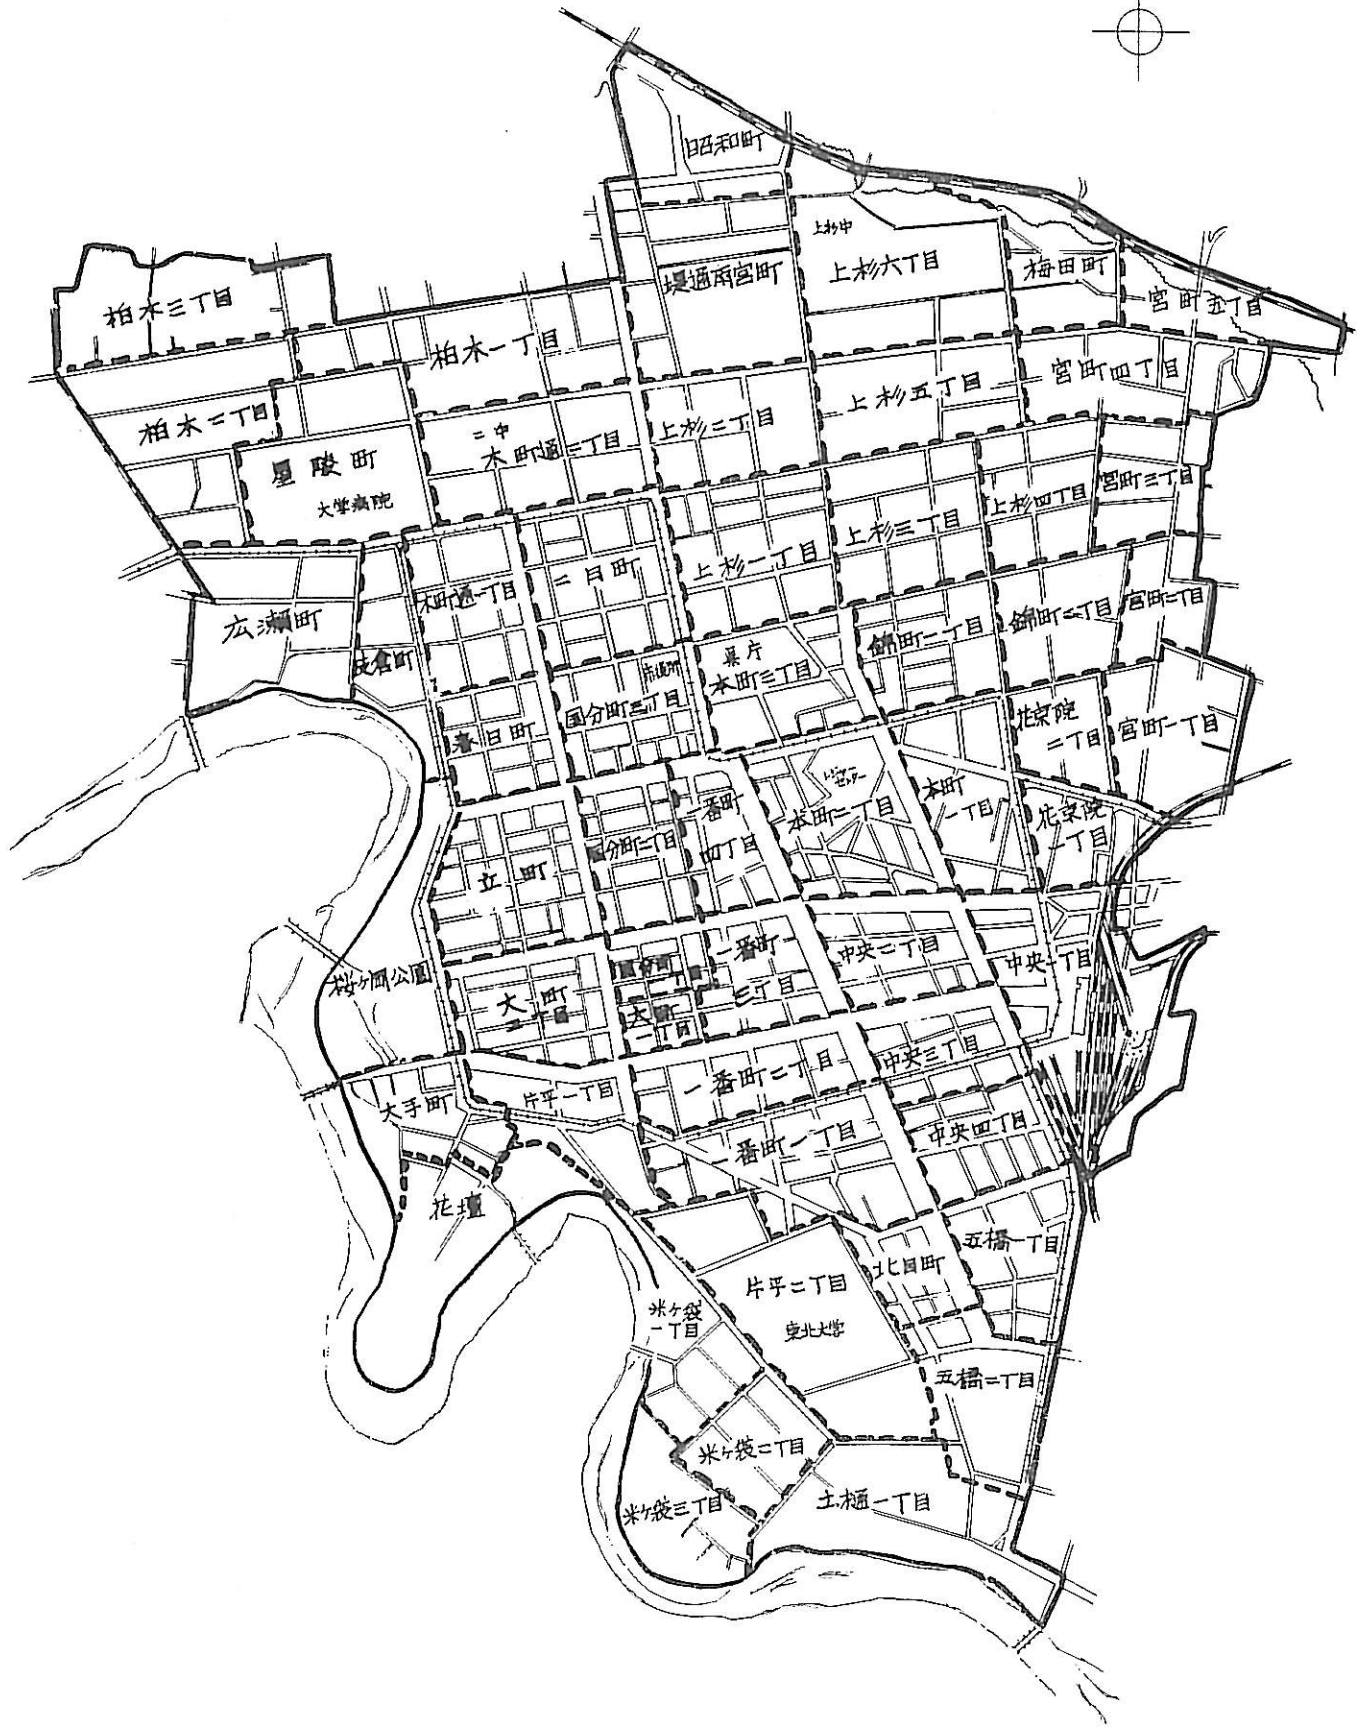 昭和町
上杉中
堤通雨宮町
上杉六丁目
梅田町
宮町五丁目
柏木三丁目
柏木一丁目
柏木二丁目
星陵町
大学病院
二中
木町通二丁目
上杉二丁目
上杉五丁目
宮町四丁目
上杉一丁目
上杉三丁目
上杉四丁目
宮町三丁目
広瀬町
木町通一丁目
二日町
錦町一丁目
錦町二丁目
宮町二丁目
県庁
本町三丁目
市役所
国分町三丁目
春日町
花京院
二丁目
宮町一丁目
立町
国分町二丁目
一番町
四丁目
本町二丁目
本町
一丁目
花京院
一丁目
桜ヶ岡公園
大町
二丁目
大町
一丁目
一番町
三丁目
中央二丁目
中央一丁目
大手町
片平一丁目
一番町二丁目
中央三丁目
花壇
一番町一丁目
中央四丁目
五橋一丁目
北目町
片平二丁目
東北大学
米ヶ袋
一丁目
五橋二丁目
米ヶ袋二丁目
米ヶ袋三丁目
土樋一丁目